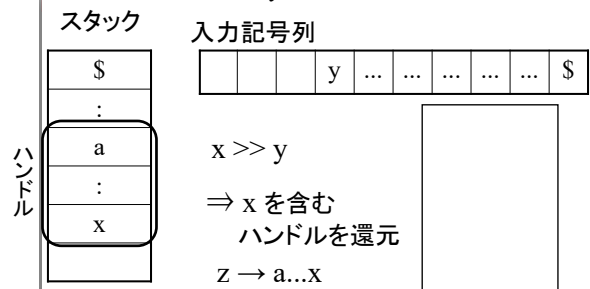 スタック
入力記号列
$
:
a
:
x
ハンドル
y ... ... ... ... ... $
x >> y
⇒ x を含む
ハンドルを還元
z → a...x